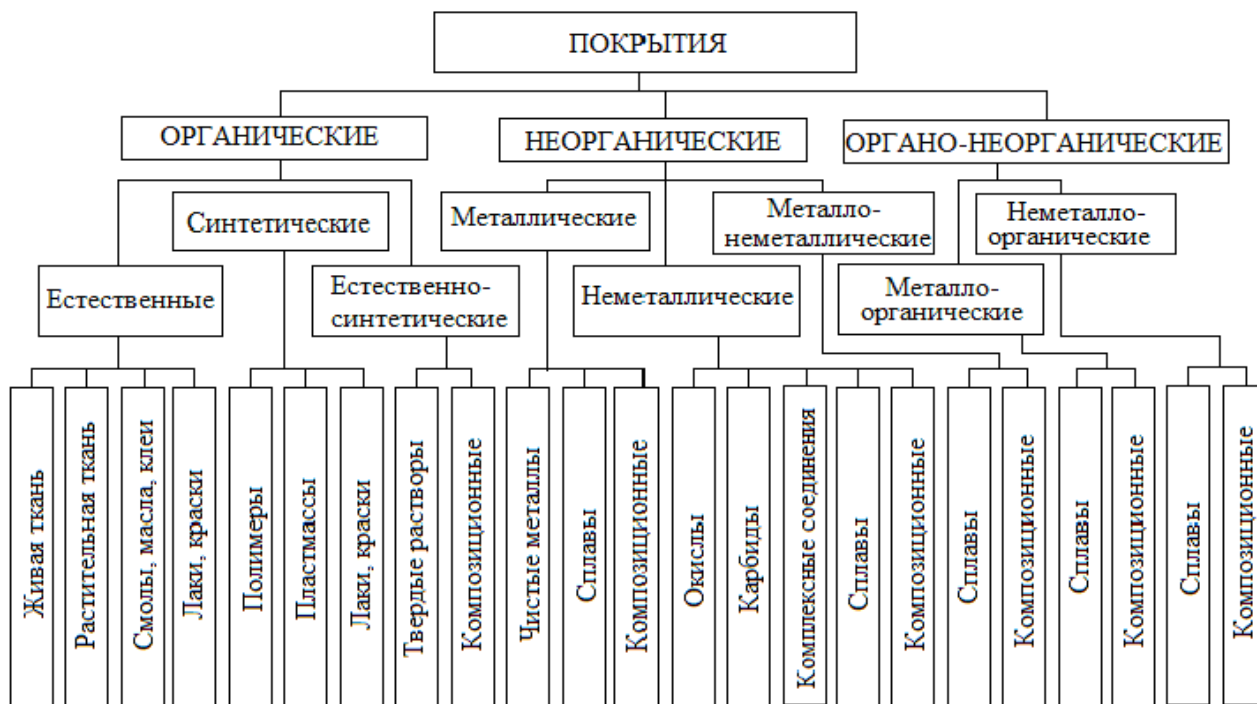 ПОКРЫТИЯ
ОРГАНИЧЕСКИЕ
НЕОРГАНИЧЕСКИЕ
ОРГАНО-НЕОРГАНИЧЕСКИЕ
Синтетические
Металлические
Металло-
неметаллические
Неметалло-
органические
Естественные
Естественно-
синтетические
Неметаллические
Металло-
органические
Живая ткань
Растительная ткань
Смолы, масла, клеи
Лаки, краски
Полимеры
Пластмассы
Лаки, краски
Твердые растворы
Композиционные
Чистые металлы
Сплавы
Композиционные
Окислы
Карбиды
Комплексные соединения
Сплавы
Композиционные
Сплавы
Композиционные
Сплавы
Композиционные
Сплавы
Композиционные